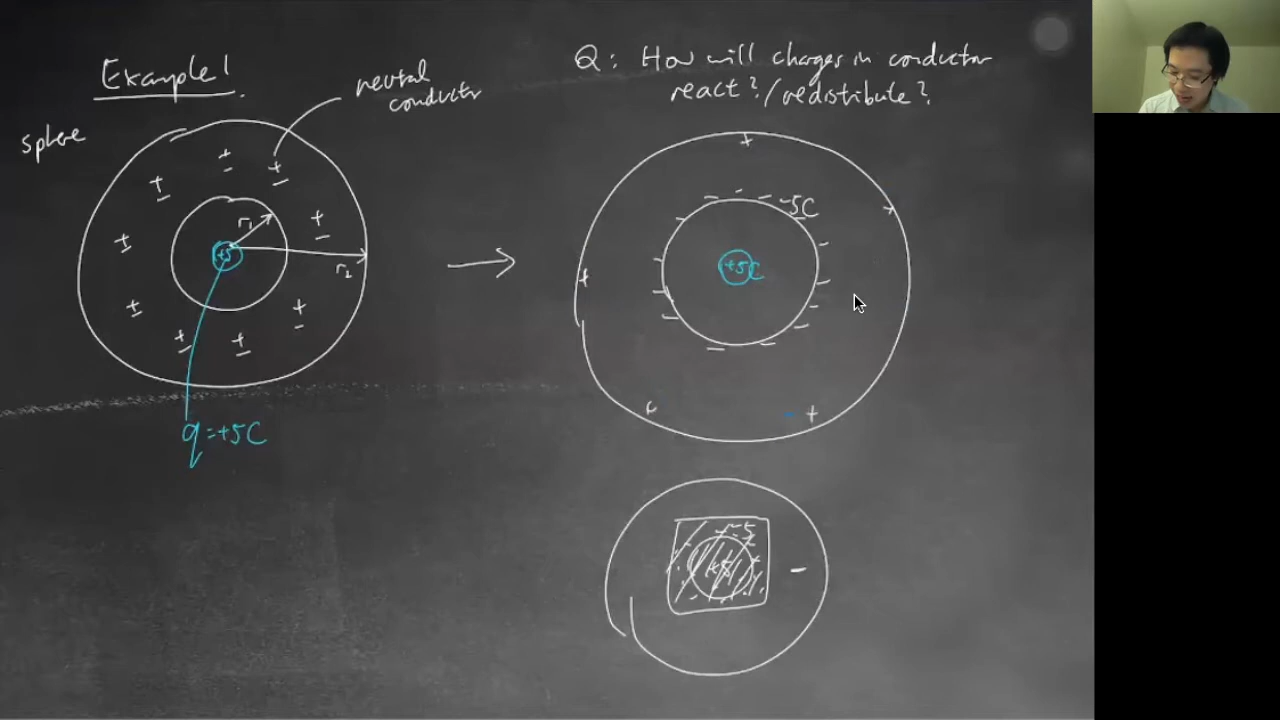 Example!
neutral
conductor
sphere
r₁
+5
r₂
q=+5C
Q: How will charges in conductor
react?/redistribute?
-5C
+5C
-5
+5